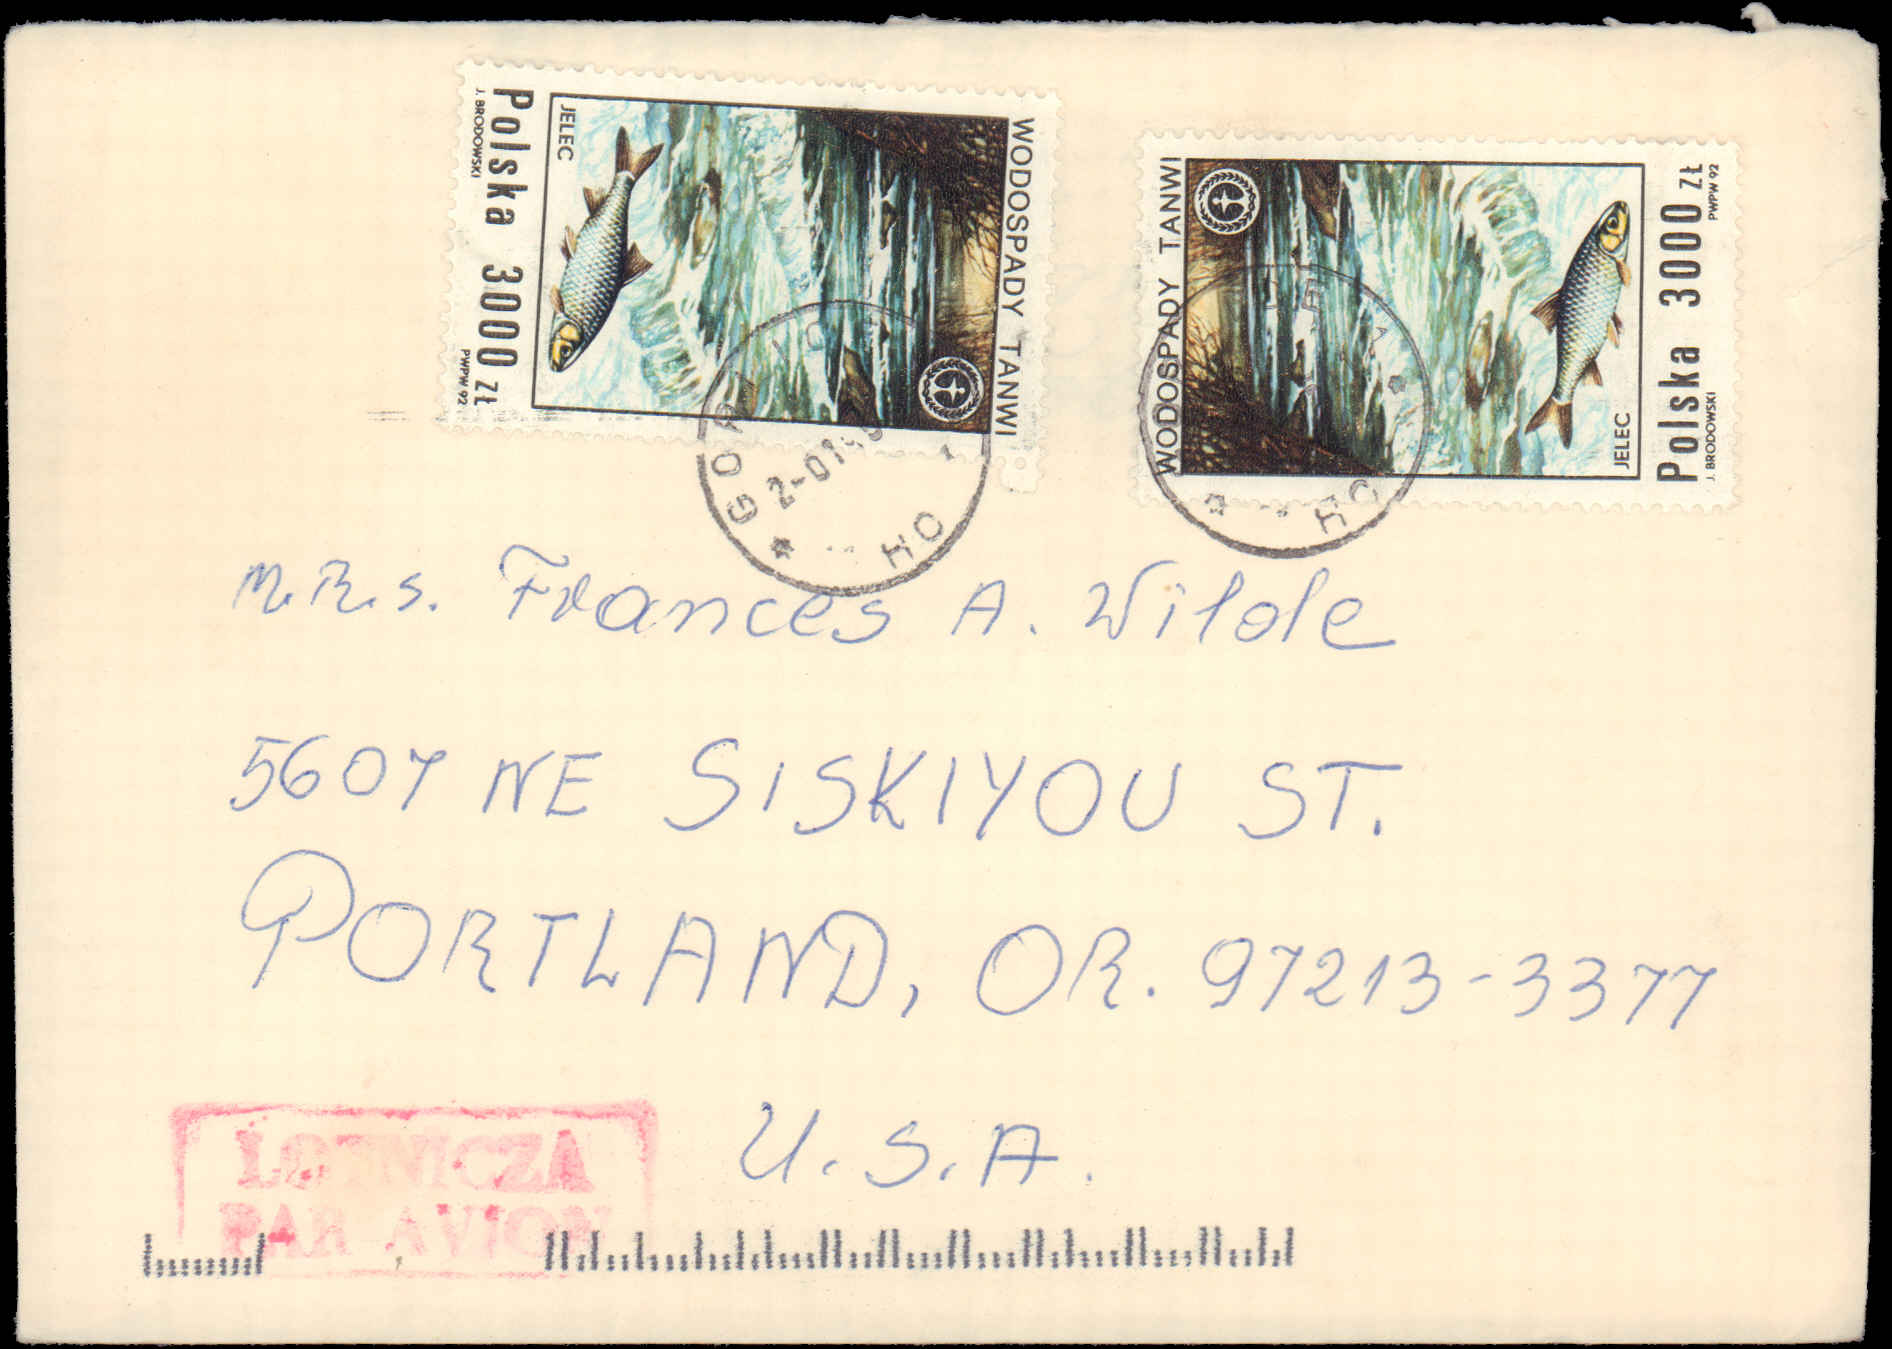 WODOSPADY TANWI
JELEC
Polska 3000 ZŁ
J. BRODOWSKI
PWPW 92
WODOSPADY TANWI
JELEC
Polska 3000 ZŁ
J. BRODOWSKI
PWPW 92
M.R.s. Frances A. Wilde
5607 NE SISKIYOU ST.
PORTLAND, OR. 97213-3377
U.S.A.
LOTNICZA
PAR AVION